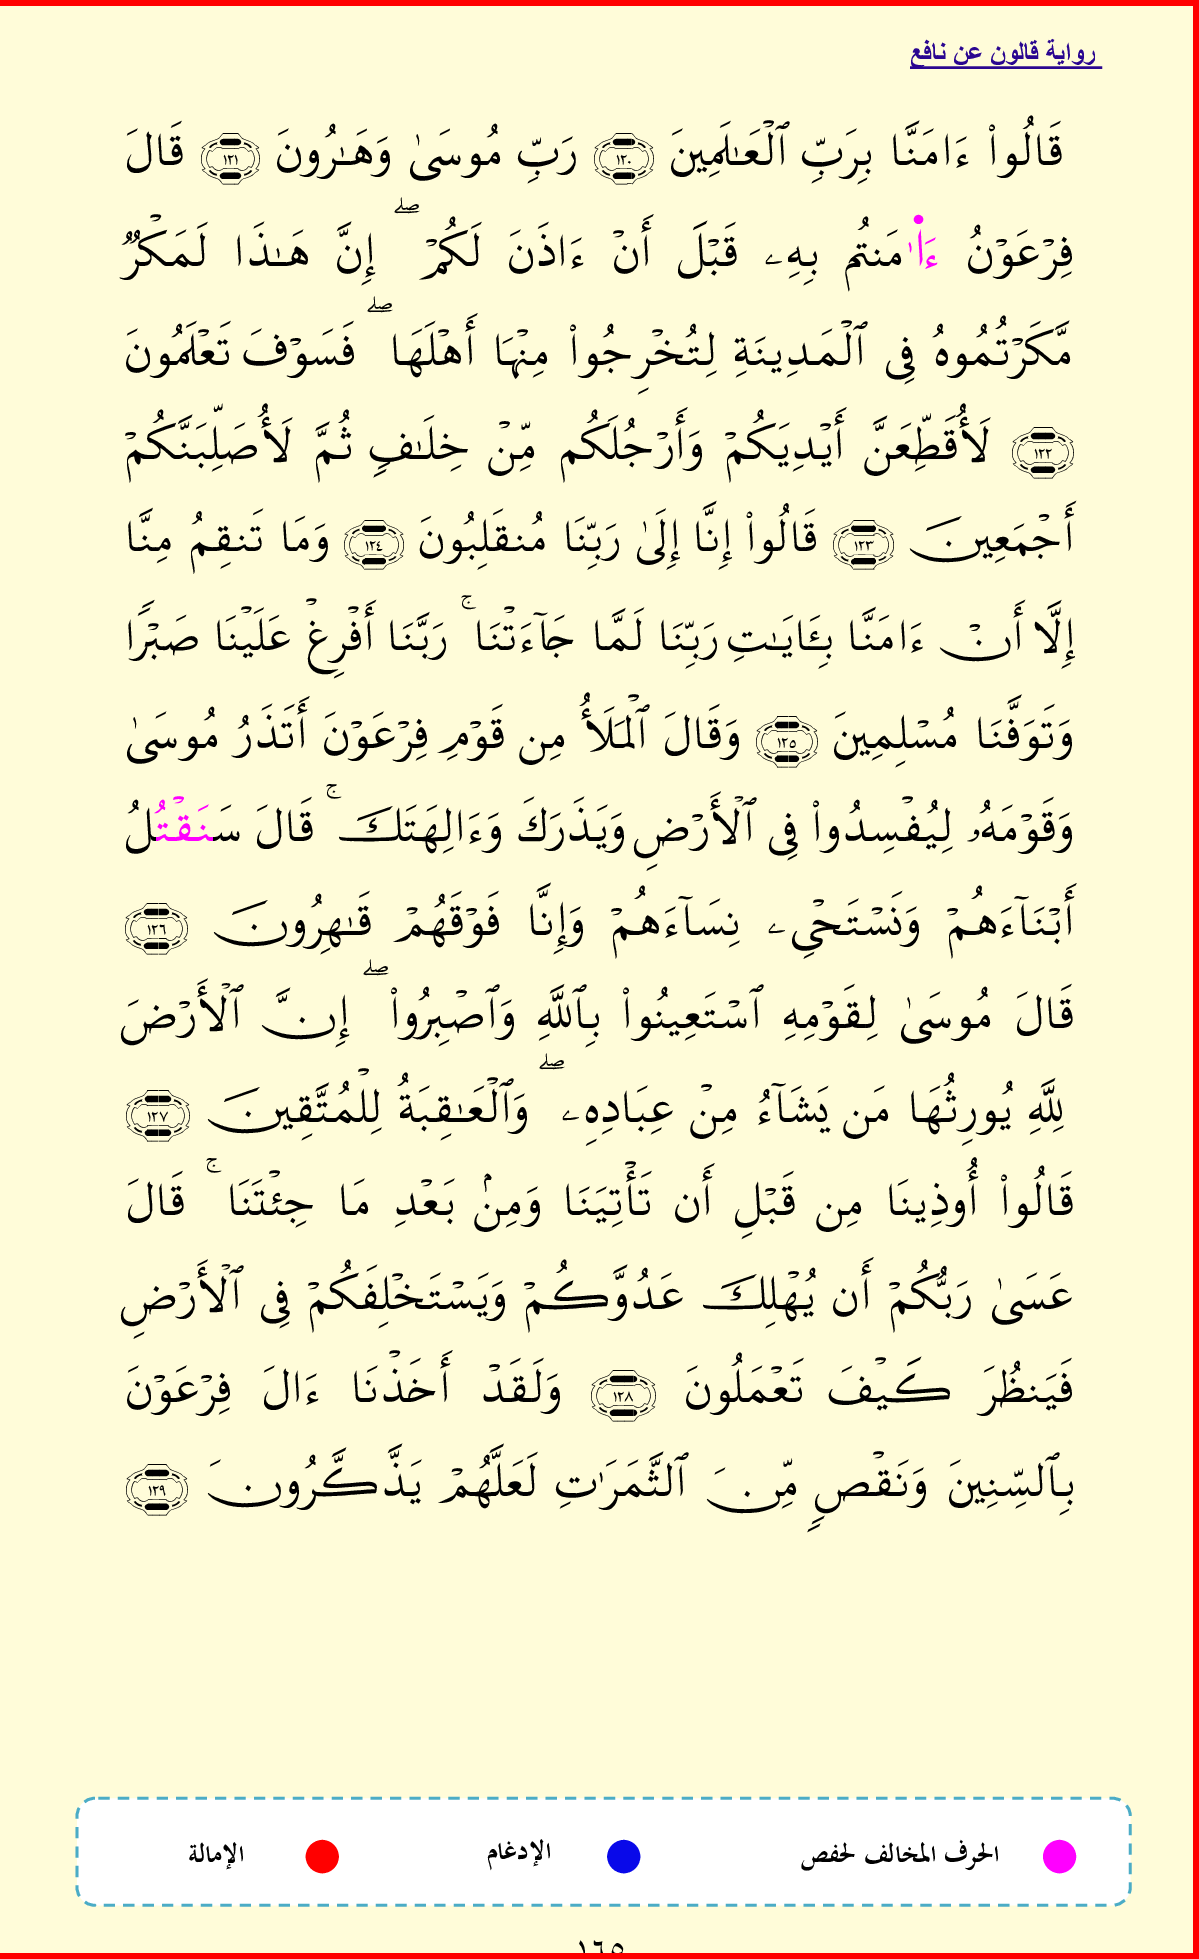 رواية قالون عن نافع
قَالُوا۟ ءَامَنَّا بِرَبِّ ٱلْعَـٰلَمِينَ ١٢٠ رَبِّ مُوسَىٰ وَهَـٰرُونَ ١٢١ قَالَ
فِرْعَوْنُ ءَاٰ۬مَنتُم بِهِۦ قَبْلَ أَنْ ءَاذَنَ لَكُمْ ۖ إِنَّ هَـٰذَا لَمَكْرٌ
مَّكَرْتُمُوهُ فِى ٱلْمَدِينَةِ لِتُخْرِجُوا۟ مِنْهَا أَهْلَهَا ۖ فَسَوْفَ تَعْلَمُونَ
١٢٢ لَأُقَطِّعَنَّ أَيْدِيَكُمْ وَأَرْجُلَكُم مِّنْ خِلَـٰفٍ ثُمَّ لَأُصَلِّبَنَّكُمْ
أَجْمَعِينَ ١٢٣ قَالُوا۟ إِنَّا إِلَىٰ رَبِّنَا مُنقَلِبُونَ ١٢٤ وَمَا تَنقِمُ مِنَّا
إِلَّا أَنْ ءَامَنَّا بِـَٔايَـٰتِ رَبِّنَا لَمَّا جَآءَتْنَا ۚ رَبَّنَا أَفْرِغْ عَلَيْنَا صَبْرًا
وَتَوَفَّنَا مُسْلِمِينَ ١٢٥ وَقَالَ ٱلْمَلَأُ مِن قَوْمِ فِرْعَوْنَ أَتَذَرُ مُوسَىٰ
وَقَوْمَهُۥ لِيُفْسِدُوا۟ فِى ٱلْأَرْضِ وَيَذَرَكَ وَءَالِهَتَكَ ۚ قَالَ سَنَقْتُلُ
أَبْنَآءَهُمْ وَنَسْتَحْىِۦ نِسَآءَهُمْ وَإِنَّا فَوْقَهُمْ قَـٰهِرُونَ ١٢٦
قَالَ مُوسَىٰ لِقَوْمِهِ ٱسْتَعِينُوا۟ بِٱللَّهِ وَٱصْبِرُوا۟ ۖ إِنَّ ٱلْأَرْضَ
لِلَّهِ يُورِثُهَا مَن يَشَآءُ مِنْ عِبَادِهِۦ ۖ وَٱلْعَـٰقِبَةُ لِلْمُتَّقِينَ ١٢٧
قَالُوا۟ أُوذِينَا مِن قَبْلِ أَن تَأْتِيَنَا وَمِنۢ بَعْدِ مَا جِئْتَنَا ۚ قَالَ
عَسَىٰ رَبُّكُمْ أَن يُهْلِكَ عَدُوَّكُمْ وَيَسْتَخْلِفَكُمْ فِى ٱلْأَرْضِ
فَيَنظُرَ كَيْفَ تَعْمَلُونَ ١٢٨ وَلَقَدْ أَخَذْنَا ءَالَ فِرْعَوْنَ
بِٱلسِّنِينَ وَنَقْصٍ مِّنَ ٱلثَّمَرَٰتِ لَعَلَّهُمْ يَذَّكَّرُونَ ١٢٩
الحرف المخالف لحفص الإدغام الإمالة
١٦٥